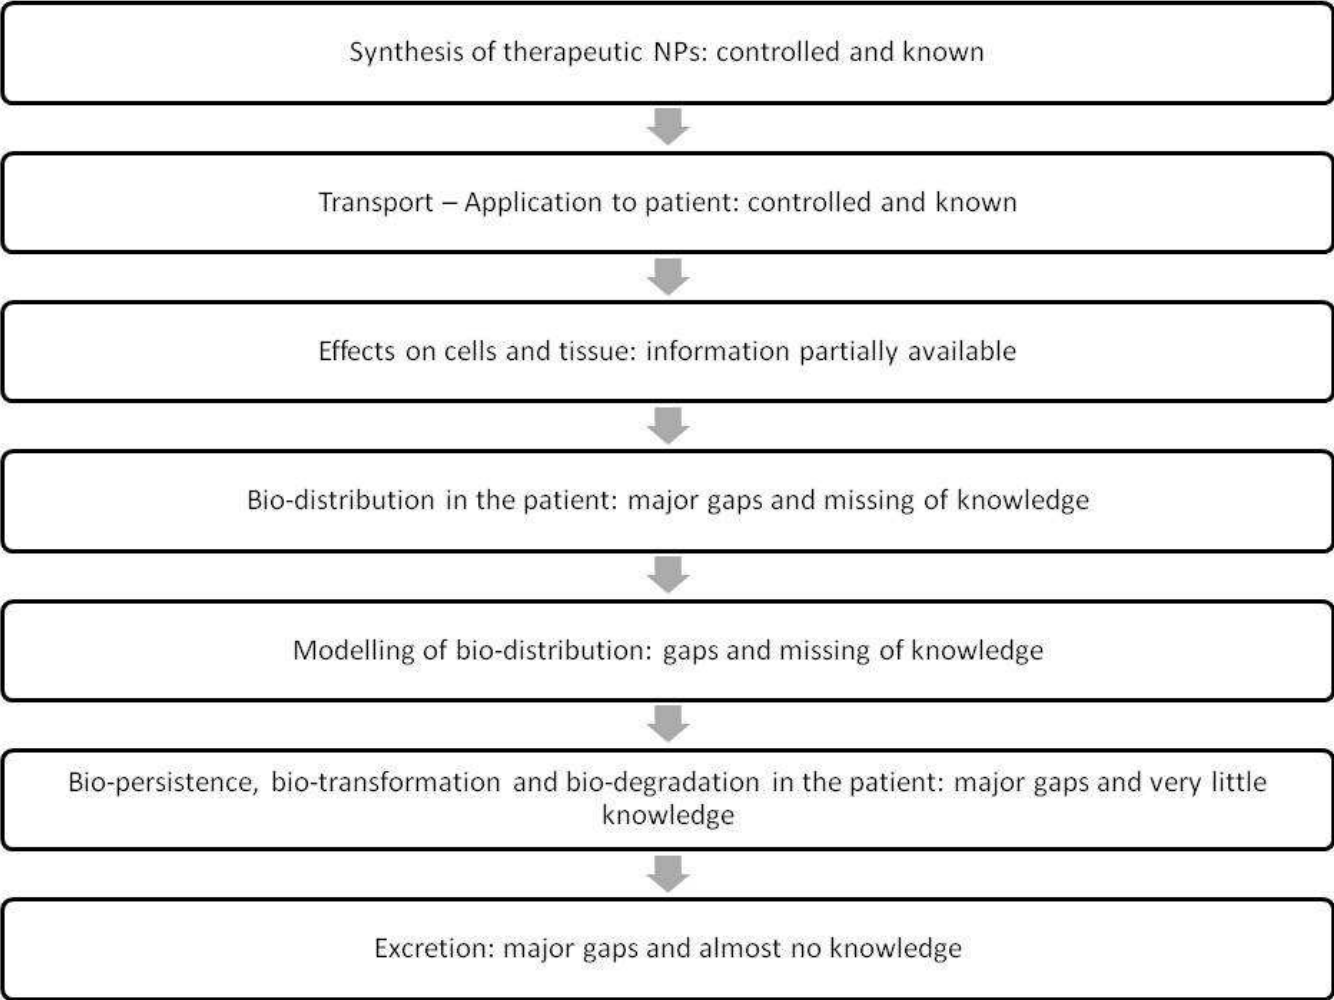 Synthesis of therapeutic NPs: controlled and known
Transport – Application to patient: controlled and known
Effects on cells and tissue: information partially available
Bio-distribution in the patient: major gaps and missing of knowledge
Modelling of bio-distribution: gaps and missing of knowledge
Bio-persistence, bio-transformation and bio-degradation in the patient: major gaps and very little
knowledge
Excretion: major gaps and almost no knowledge